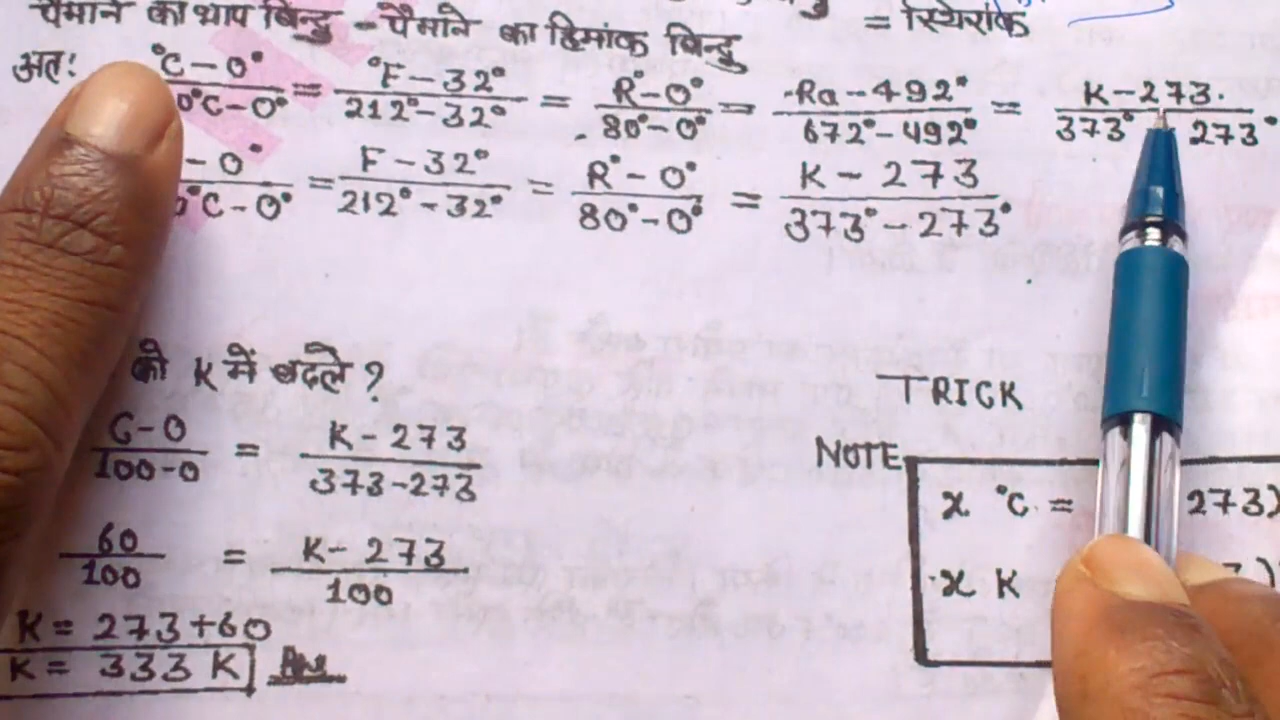 पैमाने का भाप बिन्दु - पैमाने का हिमांक बिन्दु = स्थिरांक
अतः °C-0° / 0°C-0° = °F-32° / 212°-32° = R°-0° / 80°-0° = Ra-492° / 672°-492° = K-273 / 373° 273°
-0° / 0°C-0° = F-32° / 212°-32° = R°-0° / 80°-0° = K-273 / 373°-273°
को K में बदले ?
TRICK
C-0 / 100-0 = K-273 / 373-273
NOTE
x °C = 273)
60 / 100 = K-273 / 100
x K
K = 273+60
K = 333 K Ans